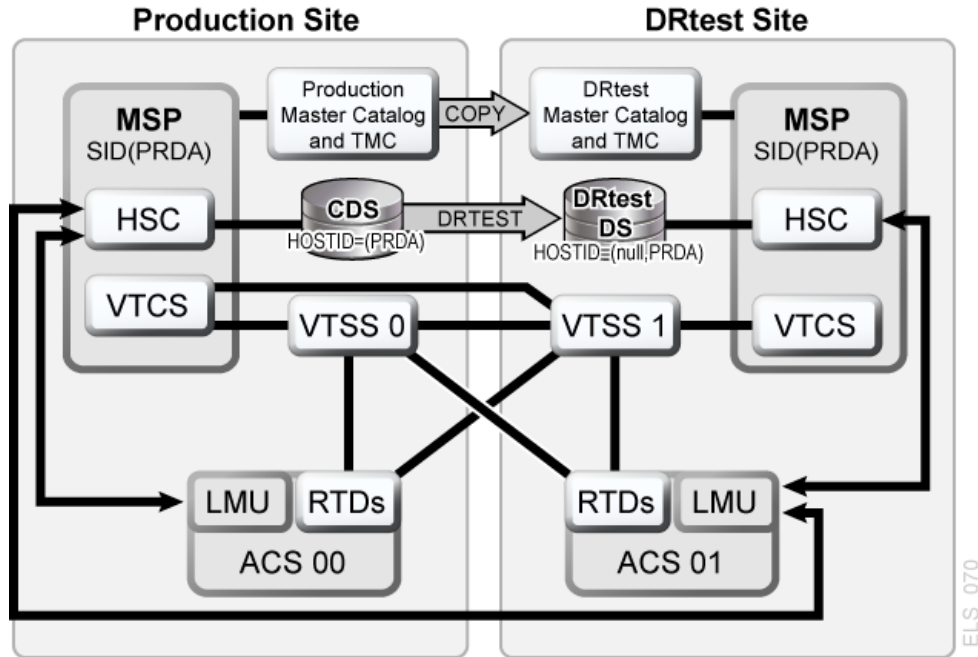 Production Site
DRtest Site
MSP
SID(PRDA)
Production
Master Catalog
and TMC
COPY
DRtest
Master Catalog
and TMC
MSP
SID(PRDA)
HSC
CDS
HOSTID=(PRDA)
DRTEST
DRtest
DS
HOSTID≡(null,PRDA)
HSC
VTCS
VTSS 0
VTSS 1
VTCS
LMU
RTDs
ACS 00
RTDs
LMU
ACS 01
ELS_070